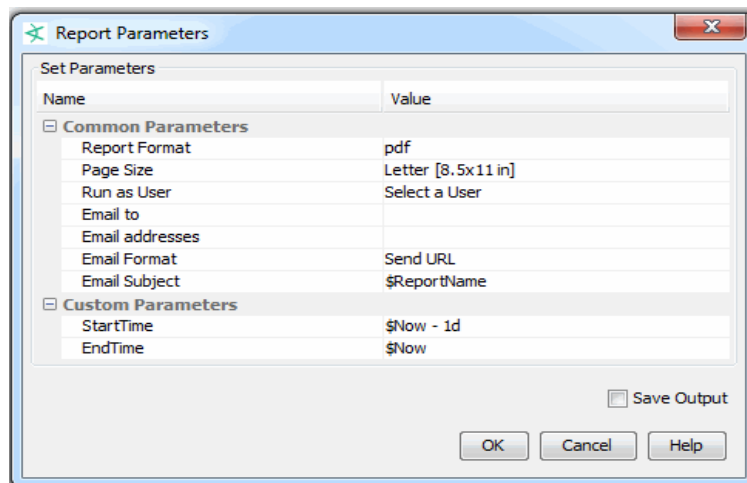 Report Parameters
Set Parameters
Name Value
Common Parameters
Report Format pdf
Page Size Letter [8.5x11 in]
Run as User Select a User
Email to
Email addresses
Email Format Send URL
Email Subject $ReportName
Custom Parameters
StartTime $Now - 1d
EndTime $Now
Save Output
OK Cancel Help